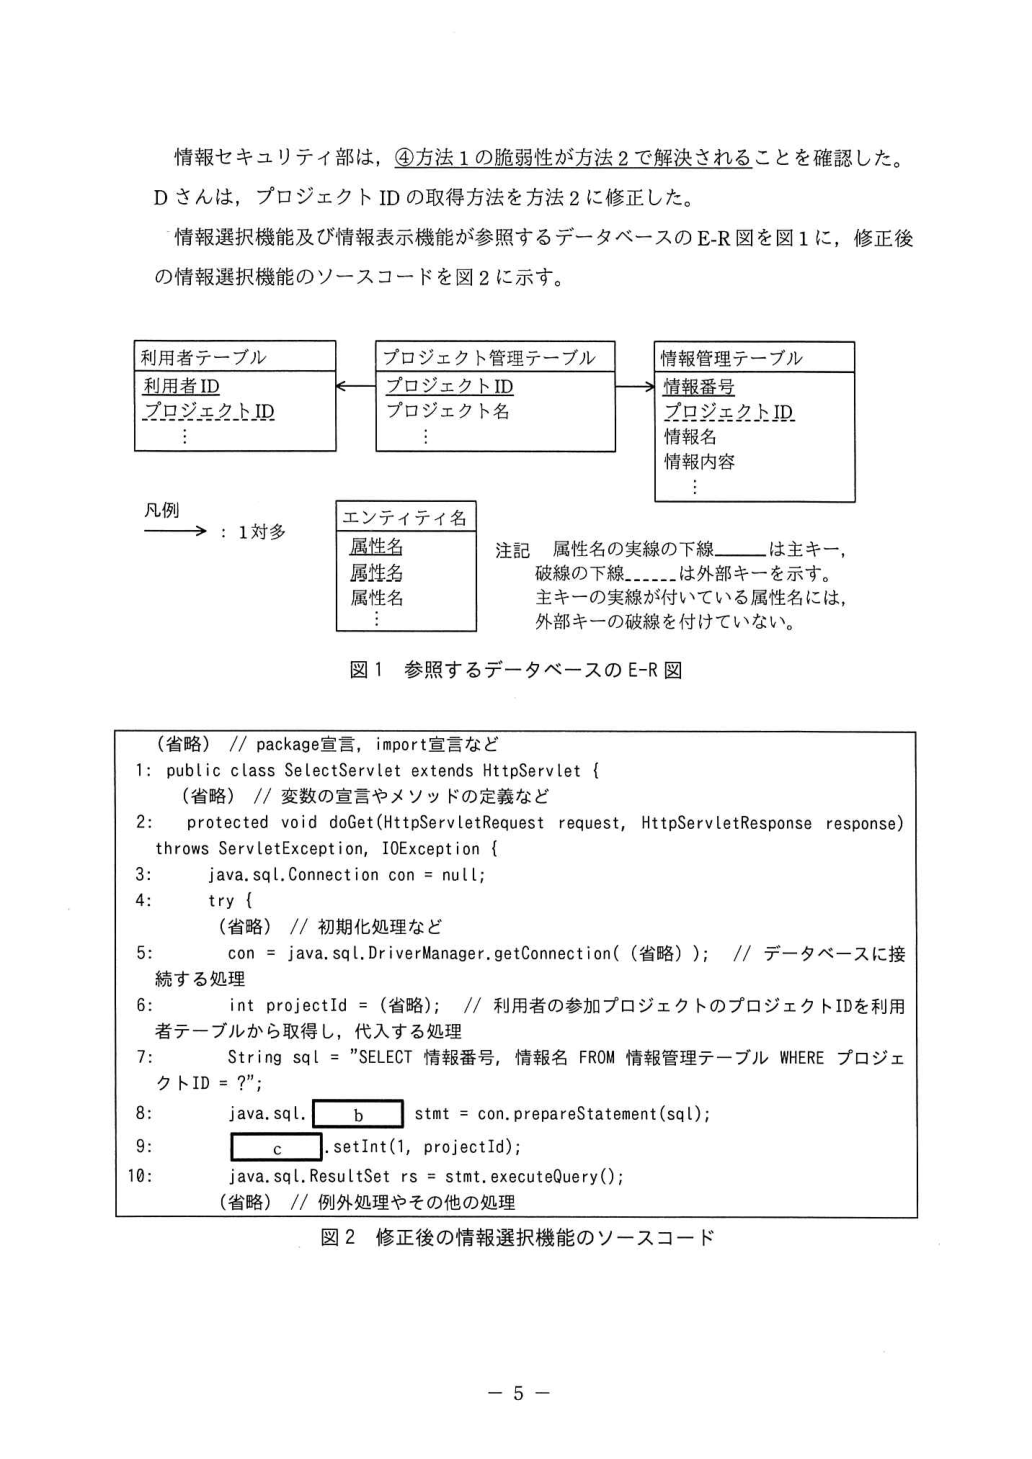 情報セキュリティ部は，④方法1の脆弱性が方法2で解決されることを確認した。
Dさんは，プロジェクトIDの取得方法を方法2に修正した。
情報選択機能及び情報表示機能が参照するデータベースのE-R図を図1に，修正後
の情報選択機能のソースコードを図2に示す。
利用者テーブル
利用者ID
プロジェクトID
⋮
プロジェクト管理テーブル
プロジェクトID
プロジェクト名
⋮
情報管理テーブル
情報番号
プロジェクトID
情報名
情報内容
⋮
凡例
：1対多
エンティティ名
属性名
属性名
属性名
⋮
注記　属性名の実線の下線＿＿＿は主キー，
破線の下線______は外部キーを示す。
主キーの実線が付いている属性名には，
外部キーの破線を付けていない。
図1　参照するデータベースのE-R図
（省略） // package宣言，import宣言など
1: public class SelectServlet extends HttpServlet {
（省略） // 変数の宣言やメソッドの定義など
2: protected void doGet(HttpServletRequest request, HttpServletResponse response)
throws ServletException, IOException {
3: java.sql.Connection con = null;
4: try {
（省略） // 初期化処理など
5: con = java.sql.DriverManager.getConnection(（省略）); // データベースに接
続する処理
6: int projectId =（省略）; // 利用者の参加プロジェクトのプロジェクトIDを利用
者テーブルから取得し，代入する処理
7: String sql = ”SELECT 情報番号, 情報名 FROM 情報管理テーブル WHERE プロジェ
クトID = ?”;
8: java.sql. b stmt = con.prepareStatement(sql);
9: c .setInt(1, projectId);
10: java.sql.ResultSet rs = stmt.executeQuery();
（省略） // 例外処理やその他の処理
図2　修正後の情報選択機能のソースコード
－ 5 －